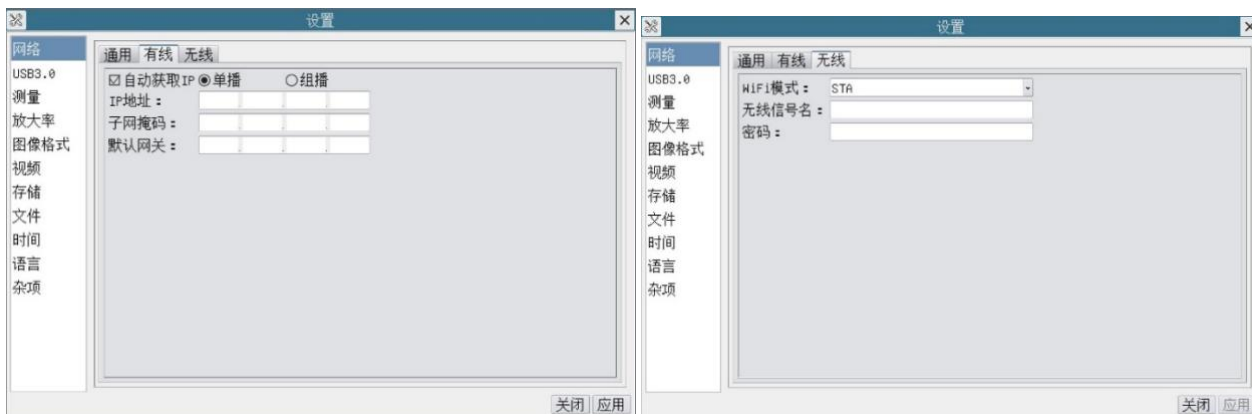 设置
网络
USB3.0
测量
放大率
图像格式
视频
存储
文件
时间
语言
杂项
通用 有线 无线
自动获取IP 单播 组播
IP地址：
子网掩码：
默认网关：
关闭 应用
设置
网络
USB3.0
测量
放大率
图像格式
视频
存储
文件
时间
语言
杂项
通用 有线 无线
WiFi模式： STA
无线信号名：
密码：
关闭 应用